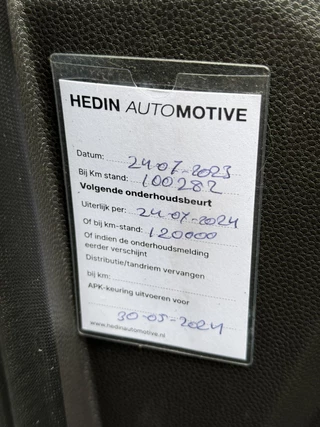 HEDIN AUTOMOTIVE
Datum: 24-07-2023
Bij Km stand: 100282
Volgende onderhoudsbeurt
Uiterlijk per: 24-07-2024
Of bij km-stand: 120000
Of indien de onderhoudsmelding
eerder verschijnt
Distributie/tandriem vervangen
bij km:
APK-keuring uitvoeren voor
30-05-2024
www.hedinautomotive.nl